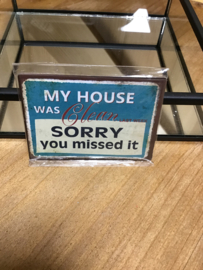 MY HOUSE
WAS Clean
SORRY
you missed it